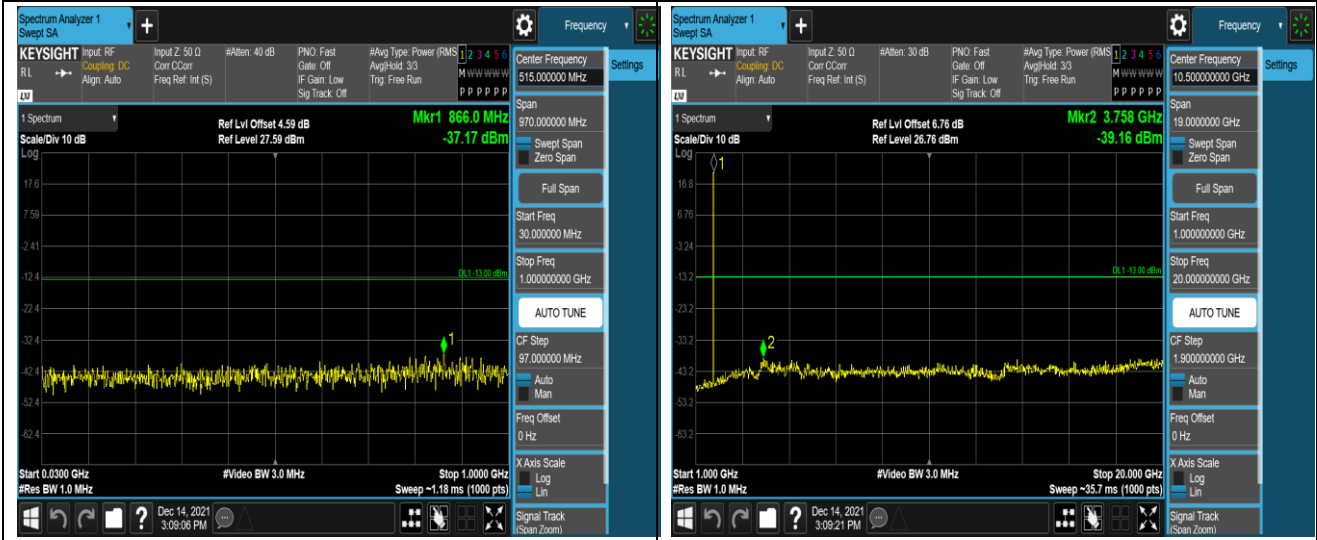 Spectrum Analyzer 1
Swept SA
+
Frequency
KEYSIGHT
RL
LXI
Input: RF
Coupling: DC
Align: Auto
Input Z: 50 Ω
Corr CCorr
Freq Ref: Int (S)
#Atten: 40 dB
PNO: Fast
Gate: Off
IF Gain: Low
Sig Track: Off
#Avg Type: Power (RMS
Avg|Hold: 3/3
Trig: Free Run
1 2 3 4 5 6
M W W W W W
P P P P P P
1 Spectrum
Scale/Div 10 dB
Log
Ref Lvl Offset 4.59 dB
Ref Level 27.59 dBm
Mkr1 866.0 MHz
-37.17 dBm
17.6
7.59
-2.41
-12.4
-22.4
-32.4
-42.4
-52.4
-62.4
DL1 -13.00 dBm
1
Start 0.0300 GHz
#Res BW 1.0 MHz
#Video BW 3.0 MHz
Stop 1.0000 GHz
Sweep ~1.18 ms (1000 pts)
Center Frequency
515.000000 MHz
Settings
Span
970.000000 MHz
Swept Span
Zero Span
Full Span
Start Freq
30.000000 MHz
Stop Freq
1.000000000 GHz
AUTO TUNE
CF Step
97.000000 MHz
Auto
Man
Freq Offset
0 Hz
X Axis Scale
Log
Lin
Signal Track
(Span Zoom)
?
Dec 14, 2021
3:09:06 PM
Spectrum Analyzer 1
Swept SA
+
Frequency
KEYSIGHT
RL
LXI
Input: RF
Coupling: DC
Align: Auto
Input Z: 50 Ω
Corr CCorr
Freq Ref: Int (S)
#Atten: 30 dB
PNO: Fast
Gate: Off
IF Gain: Low
Sig Track: Off
#Avg Type: Power (RMS
Avg|Hold: 3/3
Trig: Free Run
1 2 3 4 5 6
M W W W W W
P P P P P P
1 Spectrum
Scale/Div 10 dB
Log
Ref Lvl Offset 6.76 dB
Ref Level 26.76 dBm
Mkr2 3.758 GHz
-39.16 dBm
1
16.8
6.76
-3.24
-13.2
-23.2
-33.2
-43.2
-53.2
-63.2
DL1 -13.00 dBm
2
Start 1.000 GHz
#Res BW 1.0 MHz
#Video BW 3.0 MHz
Stop 20.000 GHz
Sweep ~35.7 ms (1000 pts)
Center Frequency
10.500000000 GHz
Settings
Span
19.0000000 GHz
Swept Span
Zero Span
Full Span
Start Freq
1.000000000 GHz
Stop Freq
20.000000000 GHz
AUTO TUNE
CF Step
1.900000000 GHz
Auto
Man
Freq Offset
0 Hz
X Axis Scale
Log
Lin
Signal Track
(Span Zoom)
?
Dec 14, 2021
3:09:21 PM